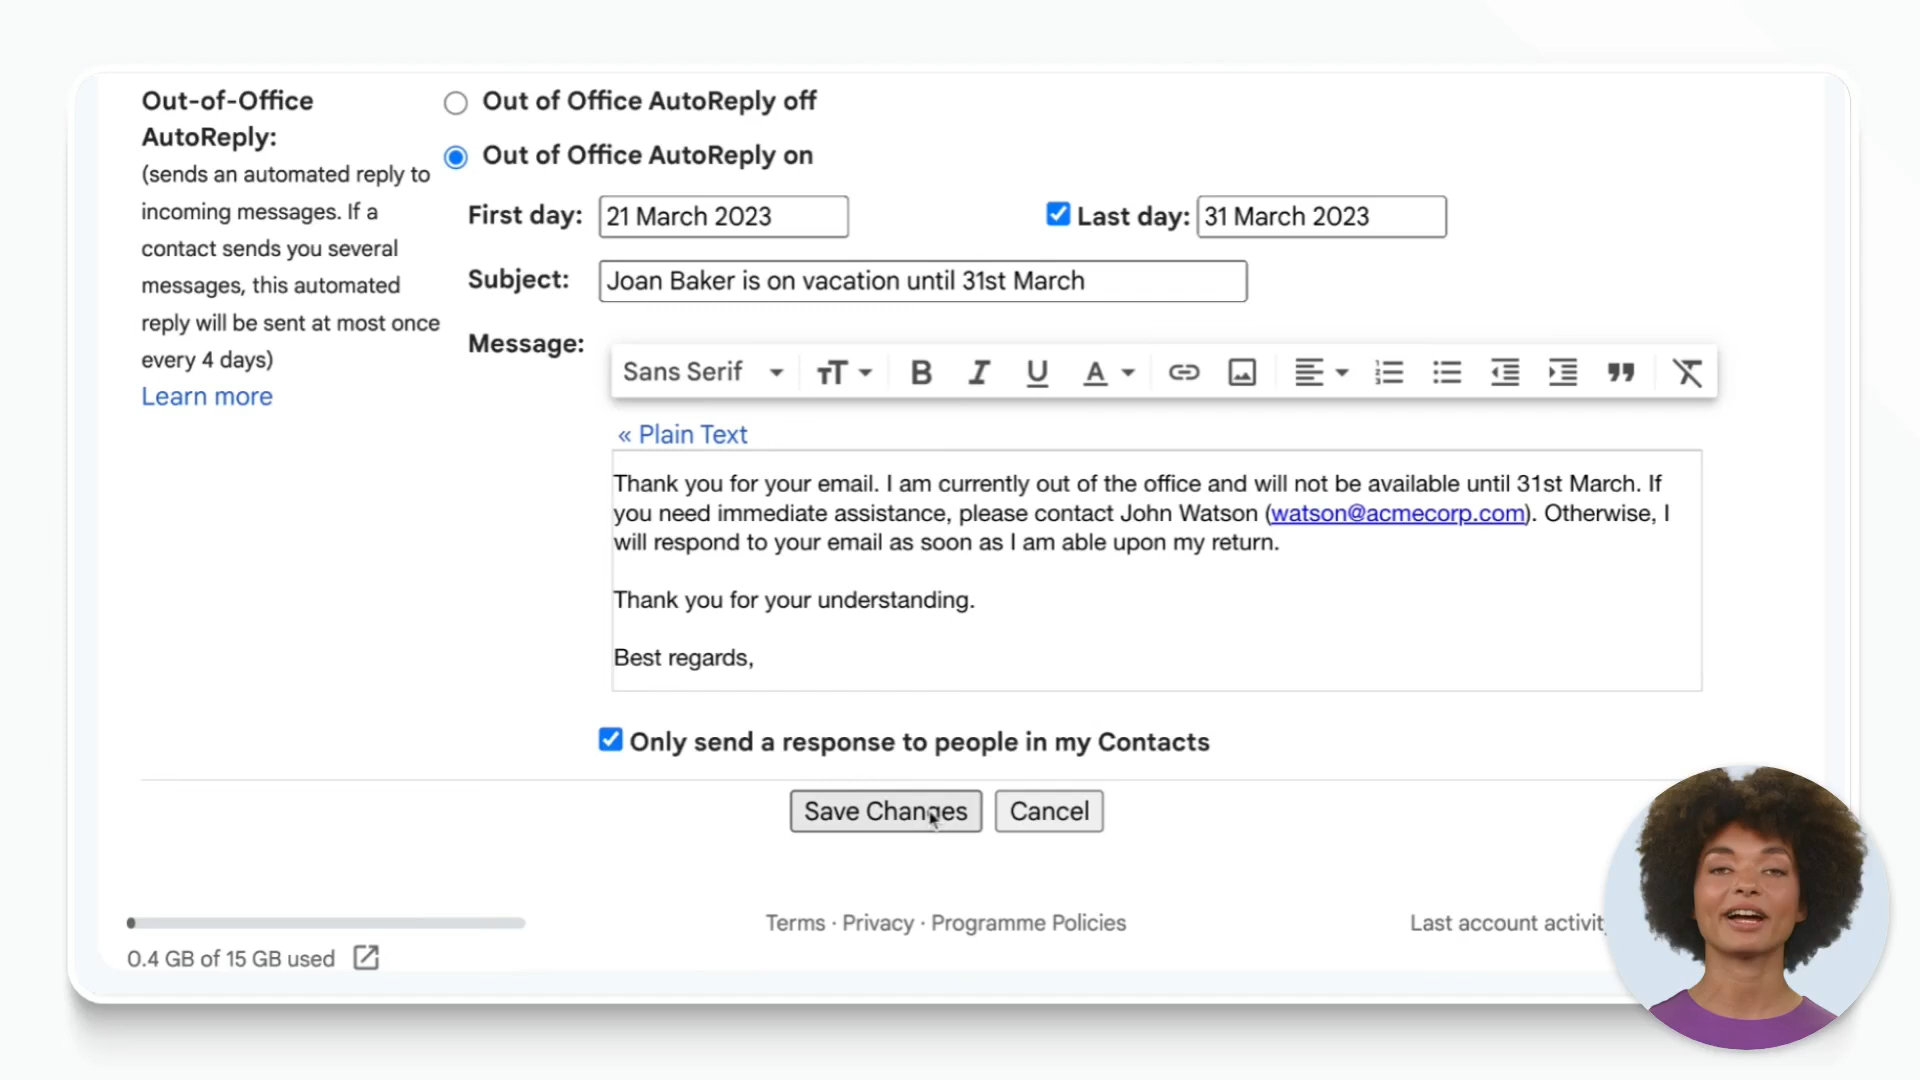 Out-of-Office
AutoReply:
(sends an automated reply to
incoming messages. If a
contact sends you several
messages, this automated
reply will be sent at most once
every 4 days)
Learn more
Out of Office AutoReply off
Out of Office AutoReply on
First day: 21 March 2023 Last day: 31 March 2023
Subject: Joan Baker is on vacation until 31st March
Message:
Sans Serif
« Plain Text
Thank you for your email. I am currently out of the office and will not be available until 31st March. If
you need immediate assistance, please contact John Watson (watson@acmecorp.com). Otherwise, I
will respond to your email as soon as I am able upon my return.
Thank you for your understanding.
Best regards,
Only send a response to people in my Contacts
Save Changes Cancel
0.4 GB of 15 GB used
Terms · Privacy · Programme Policies
Last account activit